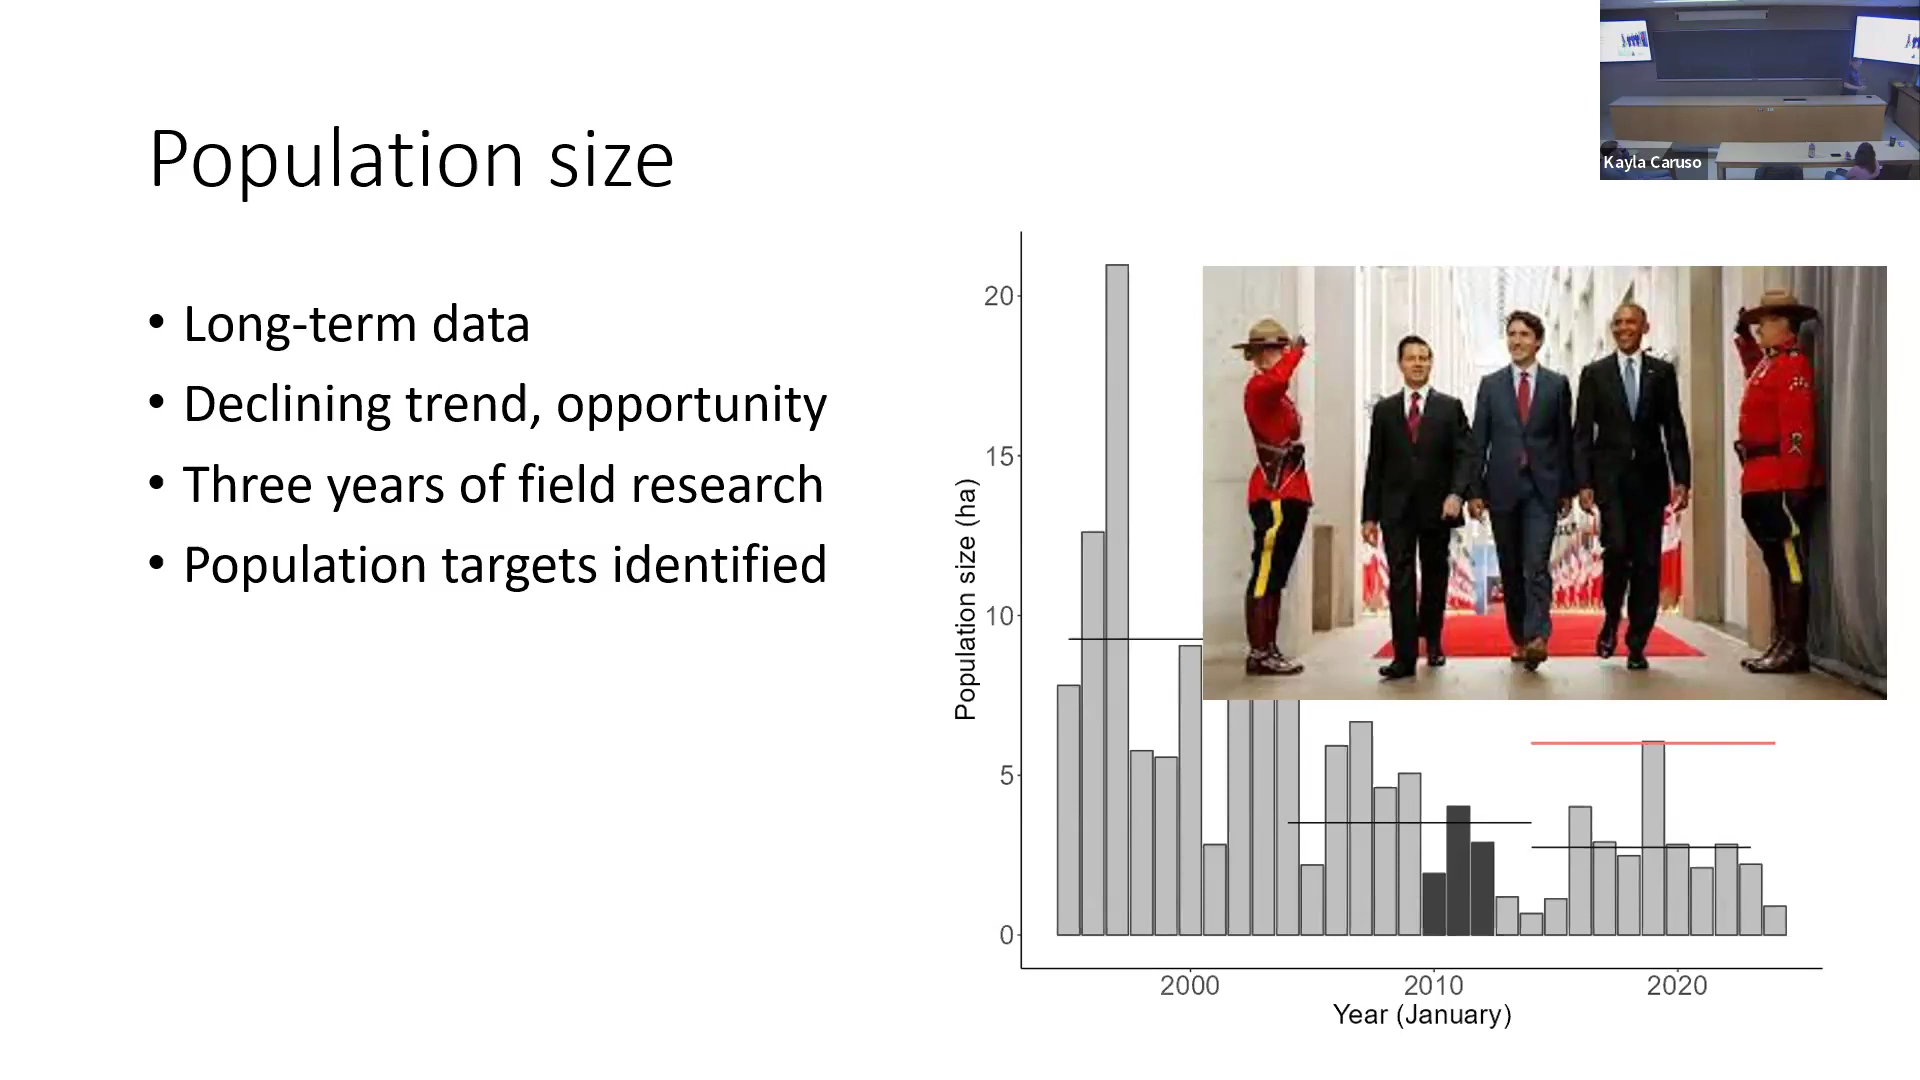 Kayla Caruso
Population size
• Long-term data
• Declining trend, opportunity
• Three years of field research
• Population targets identified
Population size (ha)
20
15
10
5
0
2000 2010 2020
Year (January)